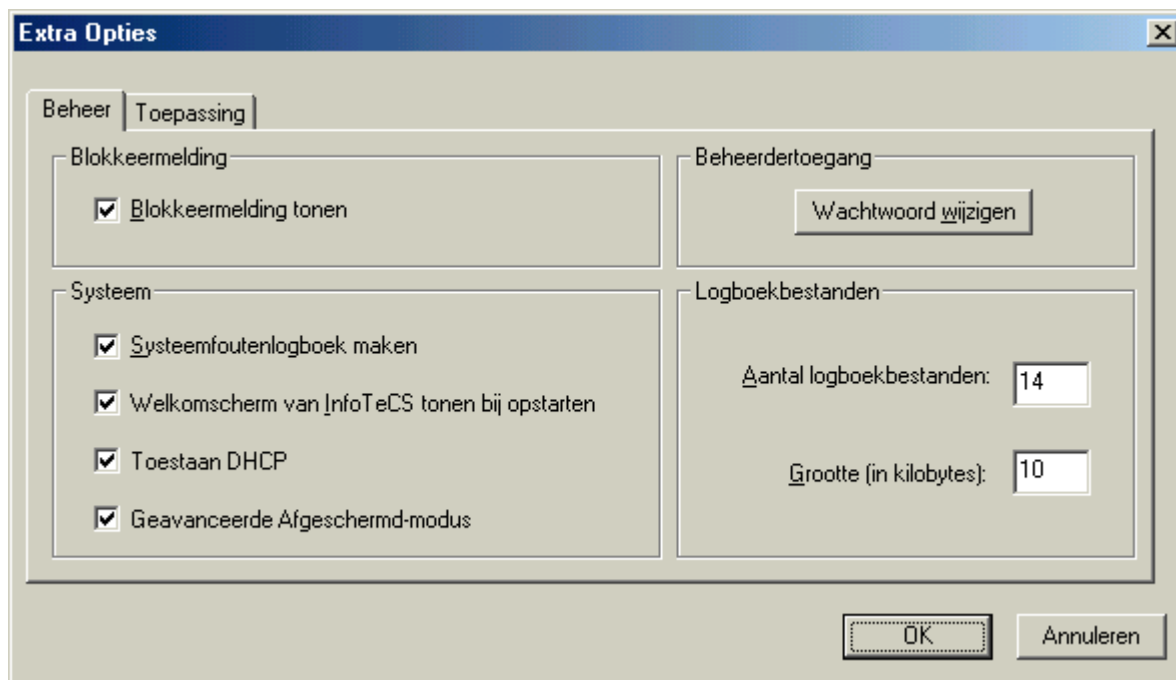 Extra Opties
Beheer Toepassing
Blokkeermelding
Blokkeermelding tonen
Beheerdertoegang
Wachtwoord wijzigen
Systeem
Systeemfoutenlogboek maken
Welkomscherm van InfoTeCS tonen bij opstarten
Toestaan DHCP
Geavanceerde Afgeschermd-modus
Logboekbestanden
Aantal logboekbestanden: 14
Grootte (in kilobytes): 10
OK Annuleren